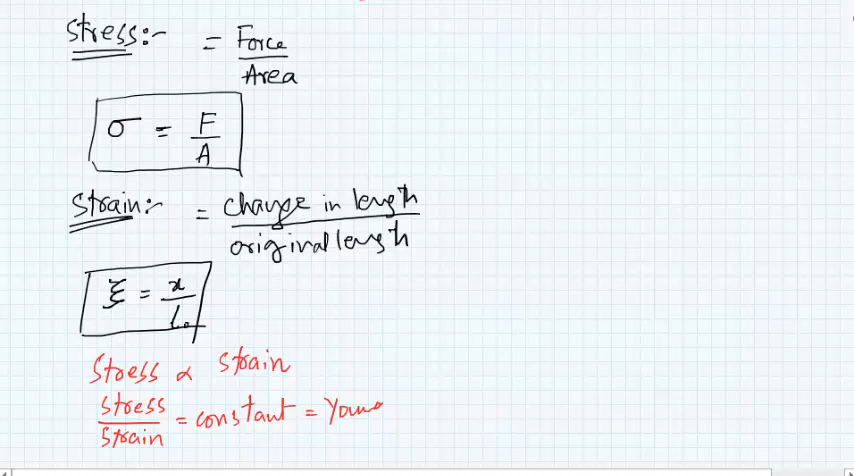 Stress:- = Force / Area
σ = F / A
Strain:- = change in length / original length
ξ = x / L₀
Stress ∝ Strain
Stress / Strain = constant = Youn